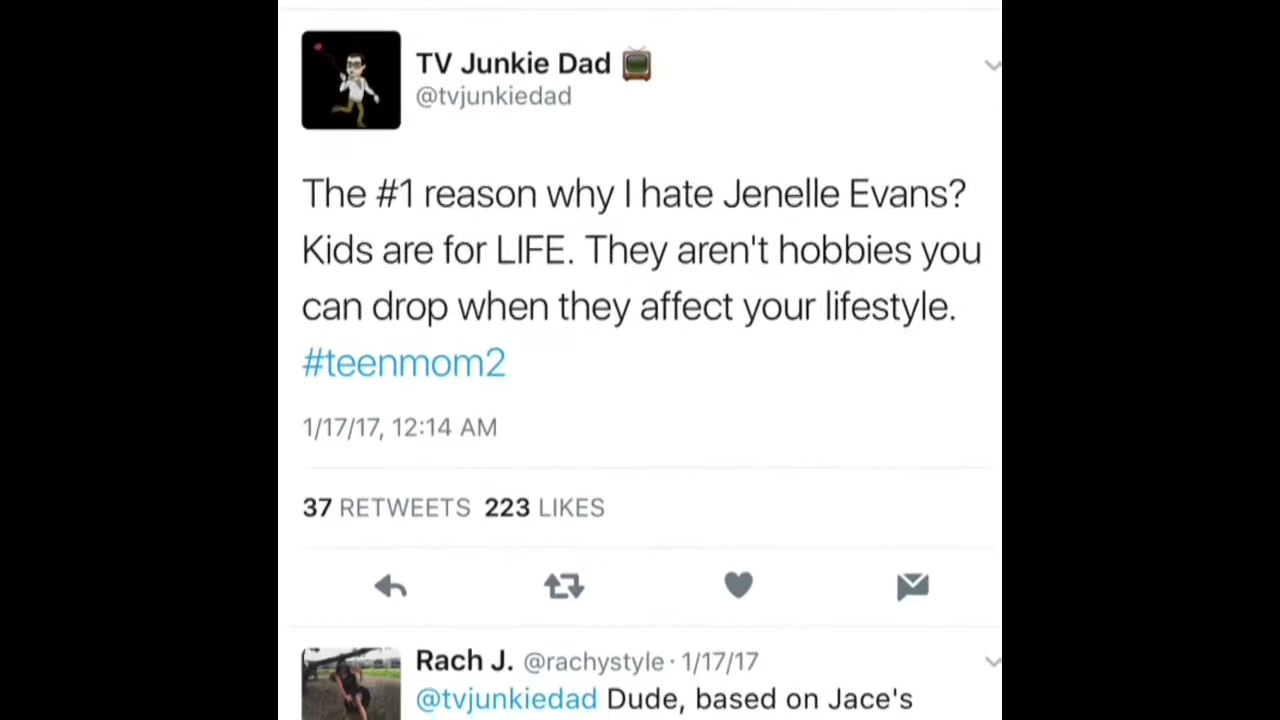 TV Junkie Dad
@tvjunkiedad
The #1 reason why I hate Jenelle Evans?
Kids are for LIFE. They aren't hobbies you
can drop when they affect your lifestyle.
#teenmom2
1/17/17, 12:14 AM
37 RETWEETS 223 LIKES
Rach J. @rachystyle · 1/17/17
@tvjunkiedad Dude, based on Jace's